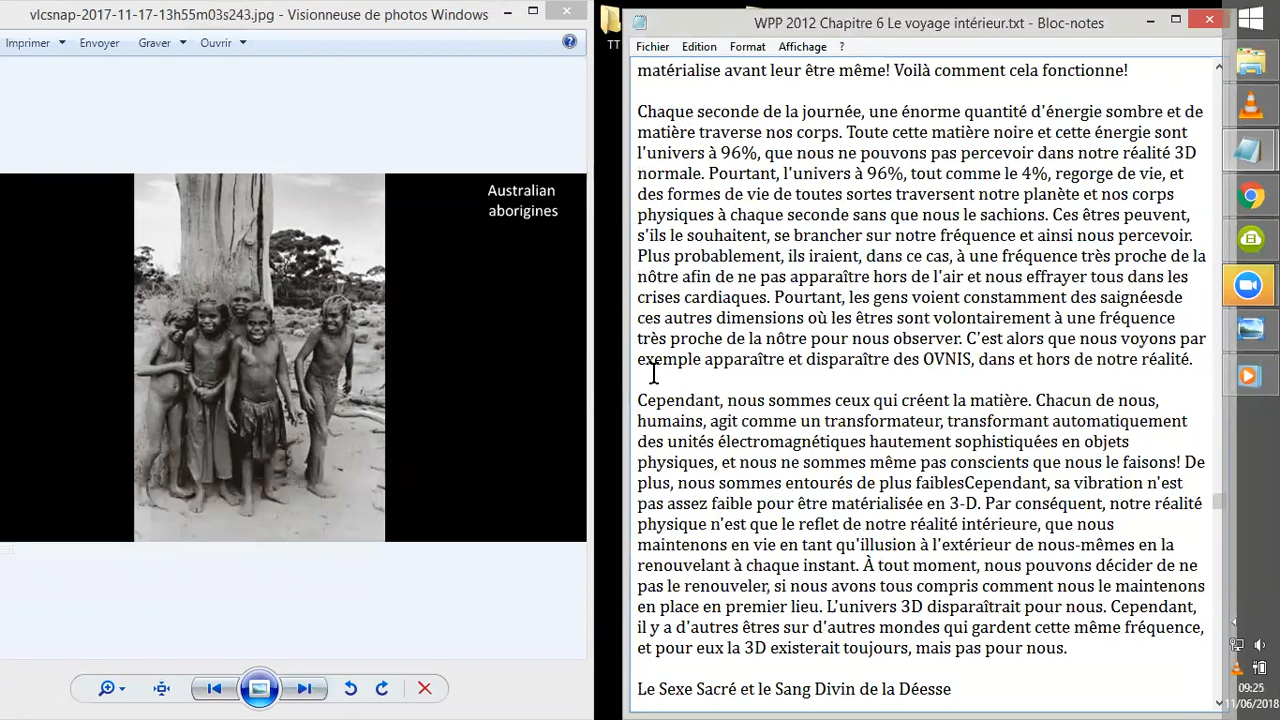 vlcsnap-2017-11-17-13h55m03s243.jpg - Visionneuse de photos Windows
Imprimer Envoyer Graver Ouvrir
Australian
aborigines
TT
WPP 2012 Chapitre 6 Le voyage intérieur.txt - Bloc-notes
Fichier Edition Format Affichage ?
matérialise avant leur être même! Voilà comment cela fonctionne!
Chaque seconde de la journée, une énorme quantité d'énergie sombre et de
matière traverse nos corps. Toute cette matière noire et cette énergie sont
l'univers à 96%, que nous ne pouvons pas percevoir dans notre réalité 3D
normale. Pourtant, l'univers à 96%, tout comme le 4%, regorge de vie, et
des formes de vie de toutes sortes traversent notre planète et nos corps
physiques à chaque seconde sans que nous le sachions. Ces êtres peuvent,
s'ils le souhaitent, se brancher sur notre fréquence et ainsi nous percevoir.
Plus probablement, ils iraient, dans ce cas, à une fréquence très proche de la
nôtre afin de ne pas apparaître hors de l'air et nous effrayer tous dans les
crises cardiaques. Pourtant, les gens voient constamment des saignéesde
ces autres dimensions où les êtres sont volontairement à une fréquence
très proche de la nôtre pour nous observer. C'est alors que nous voyons par
exemple apparaître et disparaître des OVNIS, dans et hors de notre réalité.
Cependant, nous sommes ceux qui créent la matière. Chacun de nous,
humains, agit comme un transformateur, transformant automatiquement
des unités électromagnétiques hautement sophistiquées en objets
physiques, et nous ne sommes même pas conscients que nous le faisons! De
plus, nous sommes entourés de plus faiblesCependant, sa vibration n'est
pas assez faible pour être matérialisée en 3-D. Par conséquent, notre réalité
physique n'est que le reflet de notre réalité intérieure, que nous
maintenons en vie en tant qu'illusion à l'extérieur de nous-mêmes en la
renouvelant à chaque instant. À tout moment, nous pouvons décider de ne
pas le renouveler, si nous avons tous compris comment nous le maintenons
en place en premier lieu. L'univers 3D disparaîtrait pour nous. Cependant,
il y a d'autres êtres sur d'autres mondes qui gardent cette même fréquence,
et pour eux la 3D existerait toujours, mais pas pour nous.
Le Sexe Sacré et le Sang Divin de la Déesse
09:25
11/06/2018